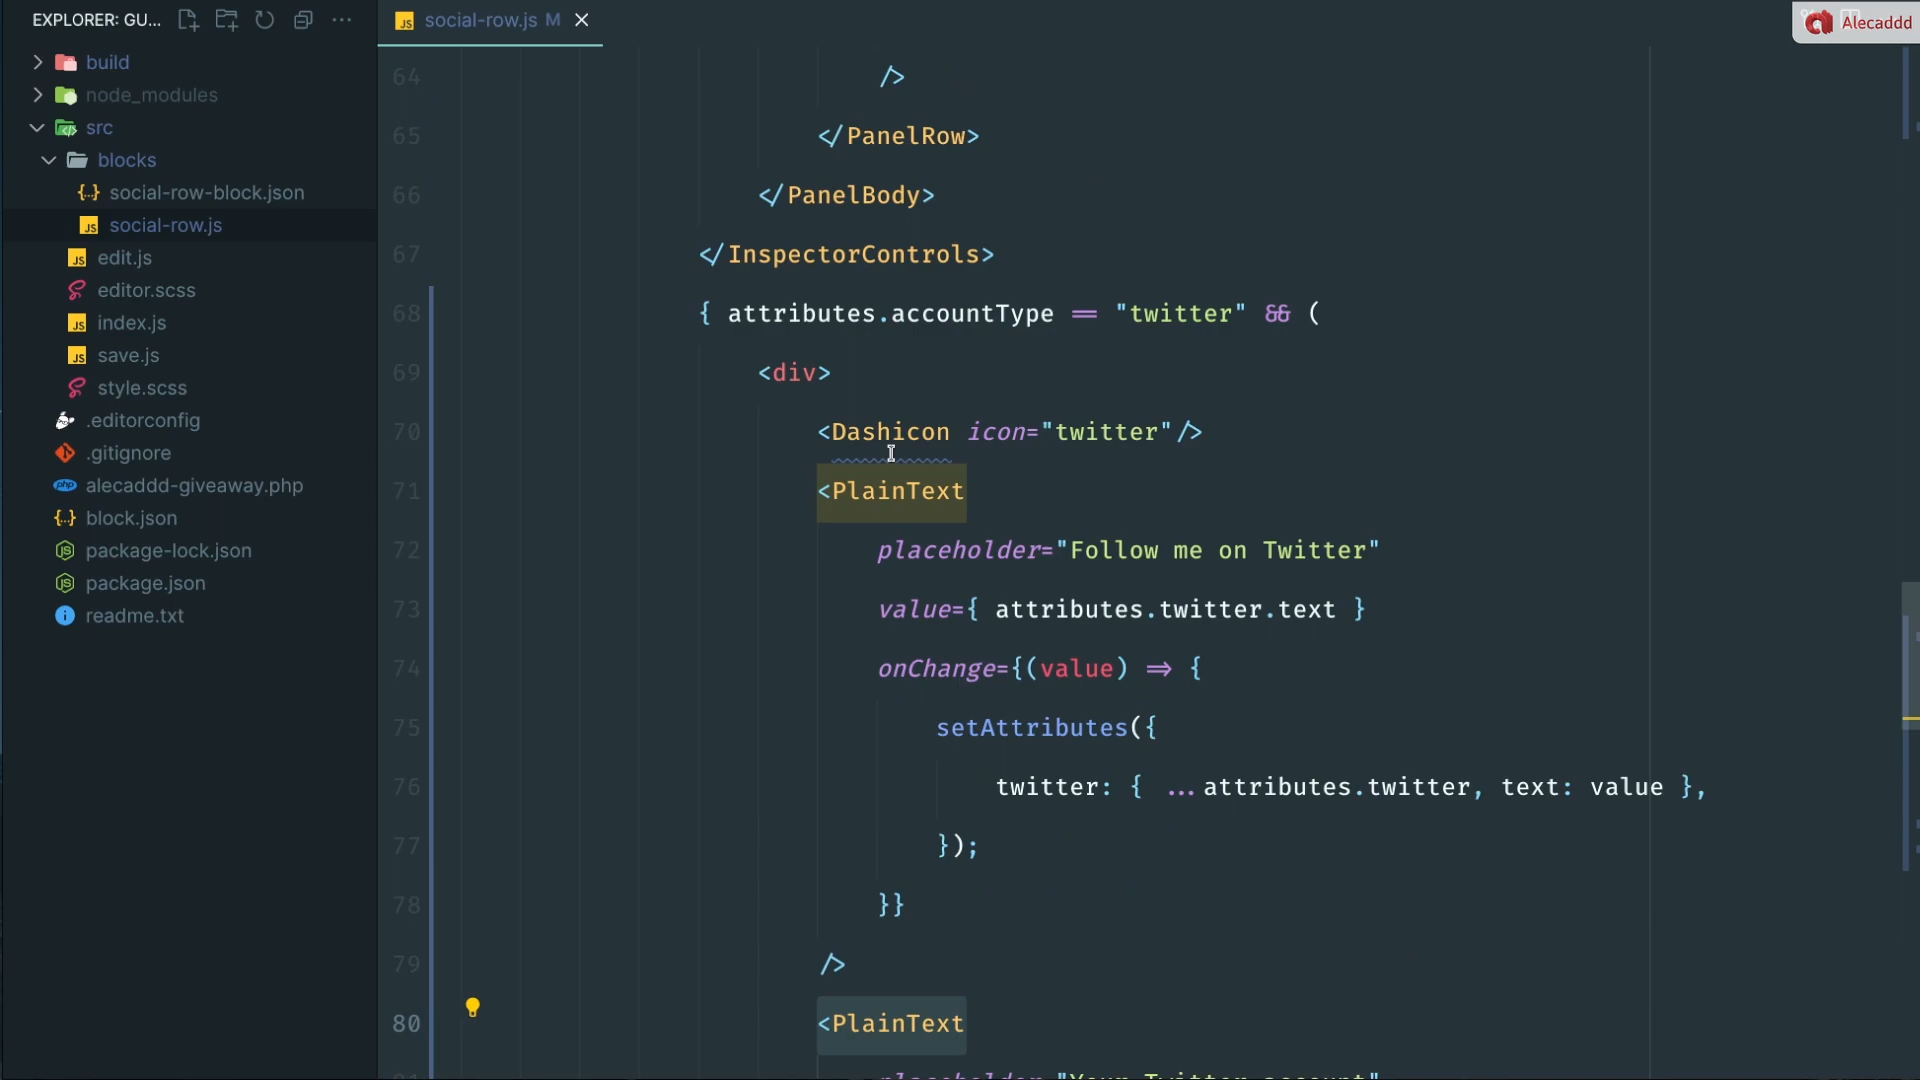 EXPLORER: GU...
build
node_modules
src
blocks
social-row-block.json
social-row.js
edit.js
editor.scss
index.js
save.js
style.scss
.editorconfig
.gitignore
alecaddd-giveaway.php
block.json
package-lock.json
package.json
readme.txt
social-row.js M
Alecaddd
64 />
65 </PanelRow>
66 </PanelBody>
67 </InspectorControls>
68 { attributes.accountType == "twitter" && (
69 <div>
70 <Dashicon icon="twitter"/>
71 <PlainText
72 placeholder="Follow me on Twitter"
73 value={ attributes.twitter.text }
74 onChange={(value) => {
75 setAttributes({
76 twitter: { ...attributes.twitter, text: value },
77 });
78 }}
79 />
80 <PlainText
placeholder="Your Twitter account"